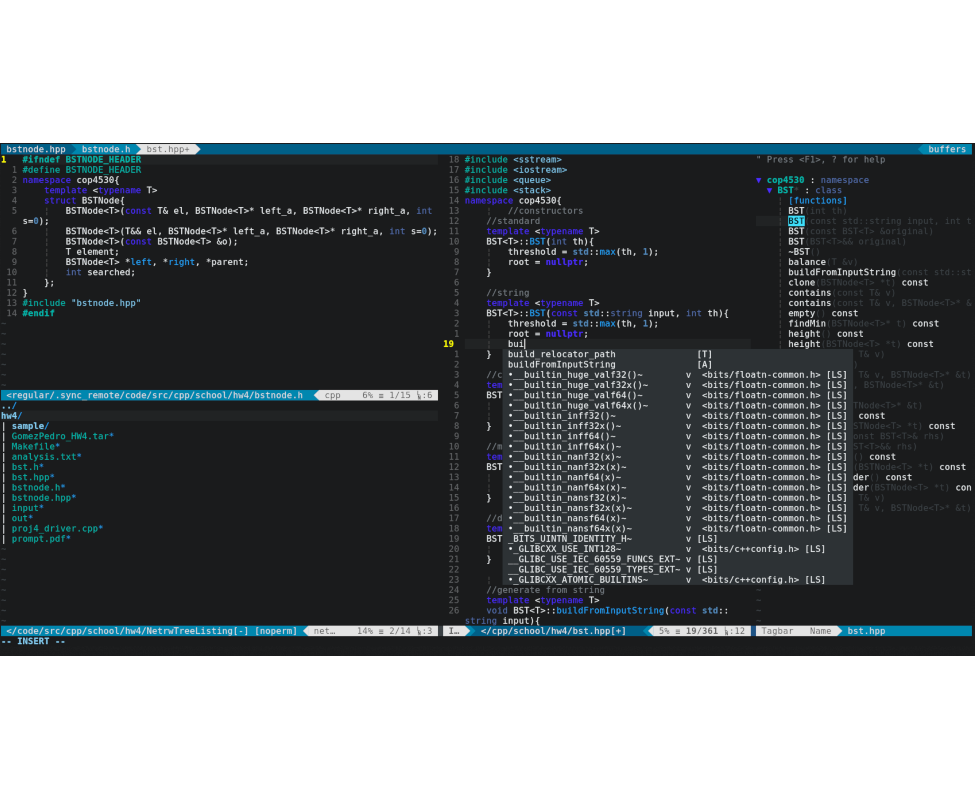 bstnode.hpp bstnode.h bst.hpp+ buffers
1 #ifndef BSTNODE_HEADER
1 #define BSTNODE_HEADER
2 namespace cop4530{
3 template <typename T>
4 struct BSTNode{
5 BSTNode<T>(const T& el, BSTNode<T>* left_a, BSTNode<T>* right_a, int
s=0);
6 BSTNode<T>(T&& el, BSTNode<T>* left_a, BSTNode<T>* right_a, int s=0);
7 BSTNode<T>(const BSTNode<T> &o);
8 T element;
9 BSTNode<T> *left, *right, *parent;
10 int searched;
11 };
12 }
13 #include "bstnode.hpp"
14 #endif
~
~
~
~
~
~
~
<regular/.sync_remote/code/src/cpp/school/hw4/bstnode.h cpp 6% ≡ 1/15 :6
../
hw4/
| sample/
| GomezPedro_HW4.tar*
| Makefile*
| analysis.txt*
| bst.h*
| bst.hpp*
| bstnode.h*
| bstnode.hpp*
| input*
| out*
| proj4_driver.cpp*
| prompt.pdf*
~
~
~
~
~
~
~
~
</code/src/cpp/school/hw4/NetrwTreeListing[-] [noperm] net… 14% ≡ 2/14 :3
-- INSERT --
18 #include <sstream>
17 #include <iostream>
16 #include <queue>
15 #include <stack>
14 namespace cop4530{
13 //constructors
12 //standard
11 template <typename T>
10 BST<T>::BST(int th){
9 threshold = std::max(th, 1);
8 root = nullptr;
7 }
6
5 //string
4 template <typename T>
3 BST<T>::BST(const std::string input, int th){
2 threshold = std::max(th, 1);
1 root = nullptr;
19 bui
1 }
2
3 //c
4 tem
5 BST
6
7
8 }
9
10 //m
11 tem
12 BST
13
14
15 }
16
17 //d
18 tem
19 BST
20
21 }
22
23
24 //generate from string
25 template <typename T>
26 void BST<T>::buildFromInputString(const std::
string input){
build_relocator_path [T]
buildFromInputString [A]
•__builtin_huge_valf32()~ v <bits/floatn-common.h> [LS]
•__builtin_huge_valf32x()~ v <bits/floatn-common.h> [LS]
•__builtin_huge_valf64()~ v <bits/floatn-common.h> [LS]
•__builtin_huge_valf64x()~ v <bits/floatn-common.h> [LS]
•__builtin_inff32()~ v <bits/floatn-common.h> [LS]
•__builtin_inff32x()~ v <bits/floatn-common.h> [LS]
•__builtin_inff64()~ v <bits/floatn-common.h> [LS]
•__builtin_inff64x()~ v <bits/floatn-common.h> [LS]
•__builtin_nanf32(x)~ v <bits/floatn-common.h> [LS]
•__builtin_nanf32x(x)~ v <bits/floatn-common.h> [LS]
•__builtin_nanf64(x)~ v <bits/floatn-common.h> [LS]
•__builtin_nanf64x(x)~ v <bits/floatn-common.h> [LS]
•__builtin_nansf32(x)~ v <bits/floatn-common.h> [LS]
•__builtin_nansf32x(x)~ v <bits/floatn-common.h> [LS]
•__builtin_nansf64(x)~ v <bits/floatn-common.h> [LS]
•__builtin_nansf64x(x)~ v <bits/floatn-common.h> [LS]
_BITS_UINTN_IDENTITY_H~ v [LS]
•_GLIBCXX_USE_INT128~ v <bits/c++config.h> [LS]
__GLIBC_USE_IEC_60559_FUNCS_EXT~ v [LS]
__GLIBC_USE_IEC_60559_TYPES_EXT~ v [LS]
•_GLIBCXX_ATOMIC_BUILTINS~ v <bits/c++config.h> [LS]
I… </cpp/school/hw4/bst.hpp[+] 5% ≡ 19/361 :12
" Press <F1>, ? for help
▼ cop4530 : namespace
▼ BST* : class
[functions]
BST(int th)
BST(const std::string input, int t
BST(const BST<T> &original)
BST(BST<T>&& original)
~BST()
balance(T &v)
buildFromInputString(const std::st
clone(BSTNode<T> *t) const
contains(const T& v)
contains(const T& v, BSTNode<T>* &
empty() const
findMin(BSTNode<T>* t) const
height() const
height(BSTNode<T> *t) const
T& v)
)
T& v, BSTNode<T>* &t)
, BSTNode<T>* &t)
TNode<T>* &t)
const
STNode<T> *t) const
onst BST<T>& rhs)
ST<T>&& rhs)
() const
(BSTNode<T> *t) const
der() const
der(BSTNode<T> *t) con
T& v)
T& v, BSTNode<T>* &t)
~
~
~
~
Tagbar Name bst.hpp